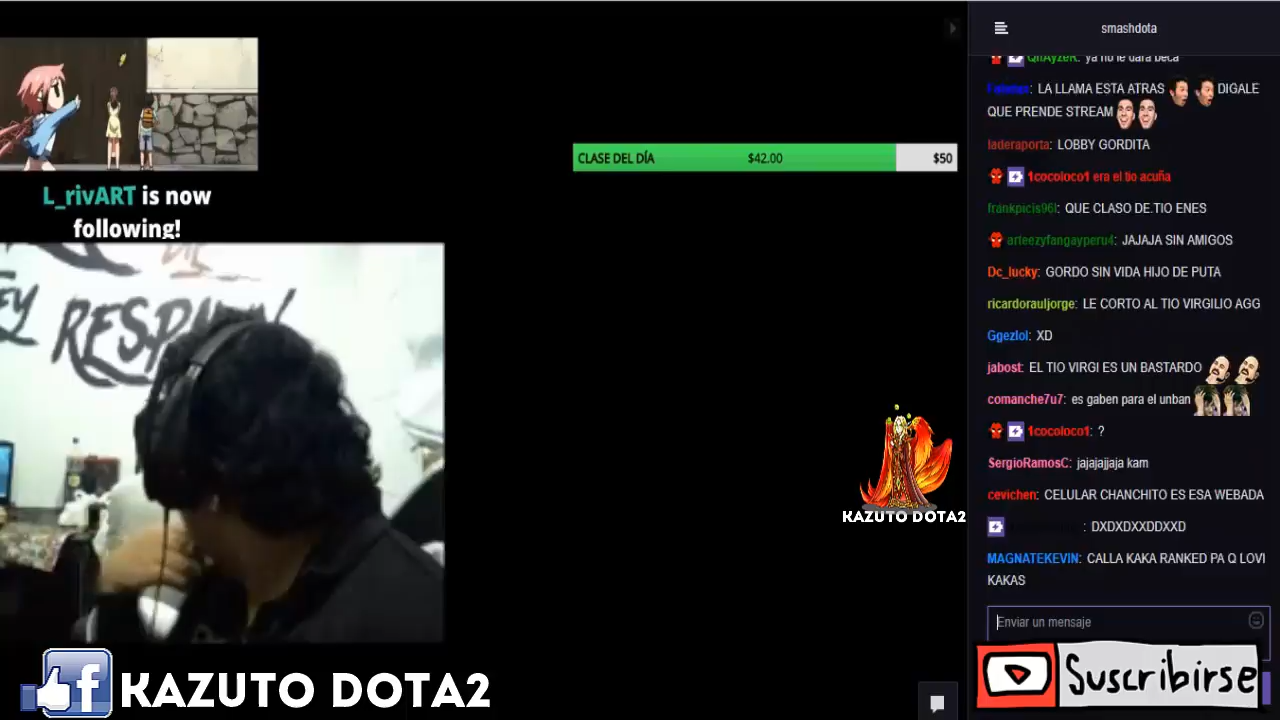 L_rivART is now
following!
EY
RESPA
CLASE DEL DÍA $42.00 $50
KAZUTO DOTA2
KAZUTO DOTA2
smashdota
QnAyzeR: ya no le dara beca
LA LLAMA ESTA ATRAS DIGALE
QUE PRENDE STREAM
laderaporta: LOBBY GORDITA
1cocoloco1 era el tio acuña
frankpicis96l: QUE CLASO DE TIO ENES
arteezyfangayperu4: JAJAJA SIN AMIGOS
Dc_lucky: GORDO SIN VIDA HIJO DE PUTA
ricardorauljorge: LE CORTO AL TIO VIRGILIO AGG
Ggezlol: XD
jabost: EL TIO VIRGI ES UN BASTARDO
comanche7u7: es gaben para el unban
1cocoloco1: ?
SergioRamosC: jajajajjaja kam
cevichen: CELULAR CHANCHITO ES ESA WEBADA
: DXDXDXXDDXXD
MAGNATEKEVIN: CALLA KAKA RANKED PA Q LOVI
KAKAS
Enviar un mensaje
Suscribirse